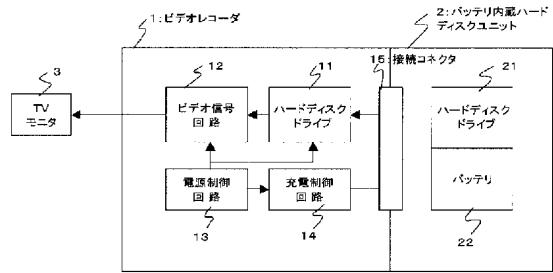 1:ビデオレコーダ
2:バッテリ内蔵ハード
ディスクユニット
3
12
11
15:接続コネクタ
21
TV
モニタ
ビデオ信号
回 路
ハードディスク
ドライブ
ハードディスク
ドライブ
電源制御
回路
充電制御
回路
バッテリ
13
14
22